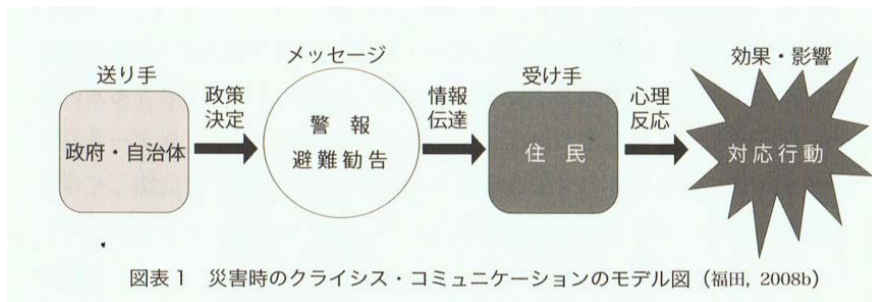 送り手
政府・自治体
政策
決定
メッセージ
警報
避難勧告
情報
伝達
受け手
住民
心理
反応
効果・影響
対応行動
図表1 災害時のクライシス・コミュニケーションのモデル図（福田, 2008b）